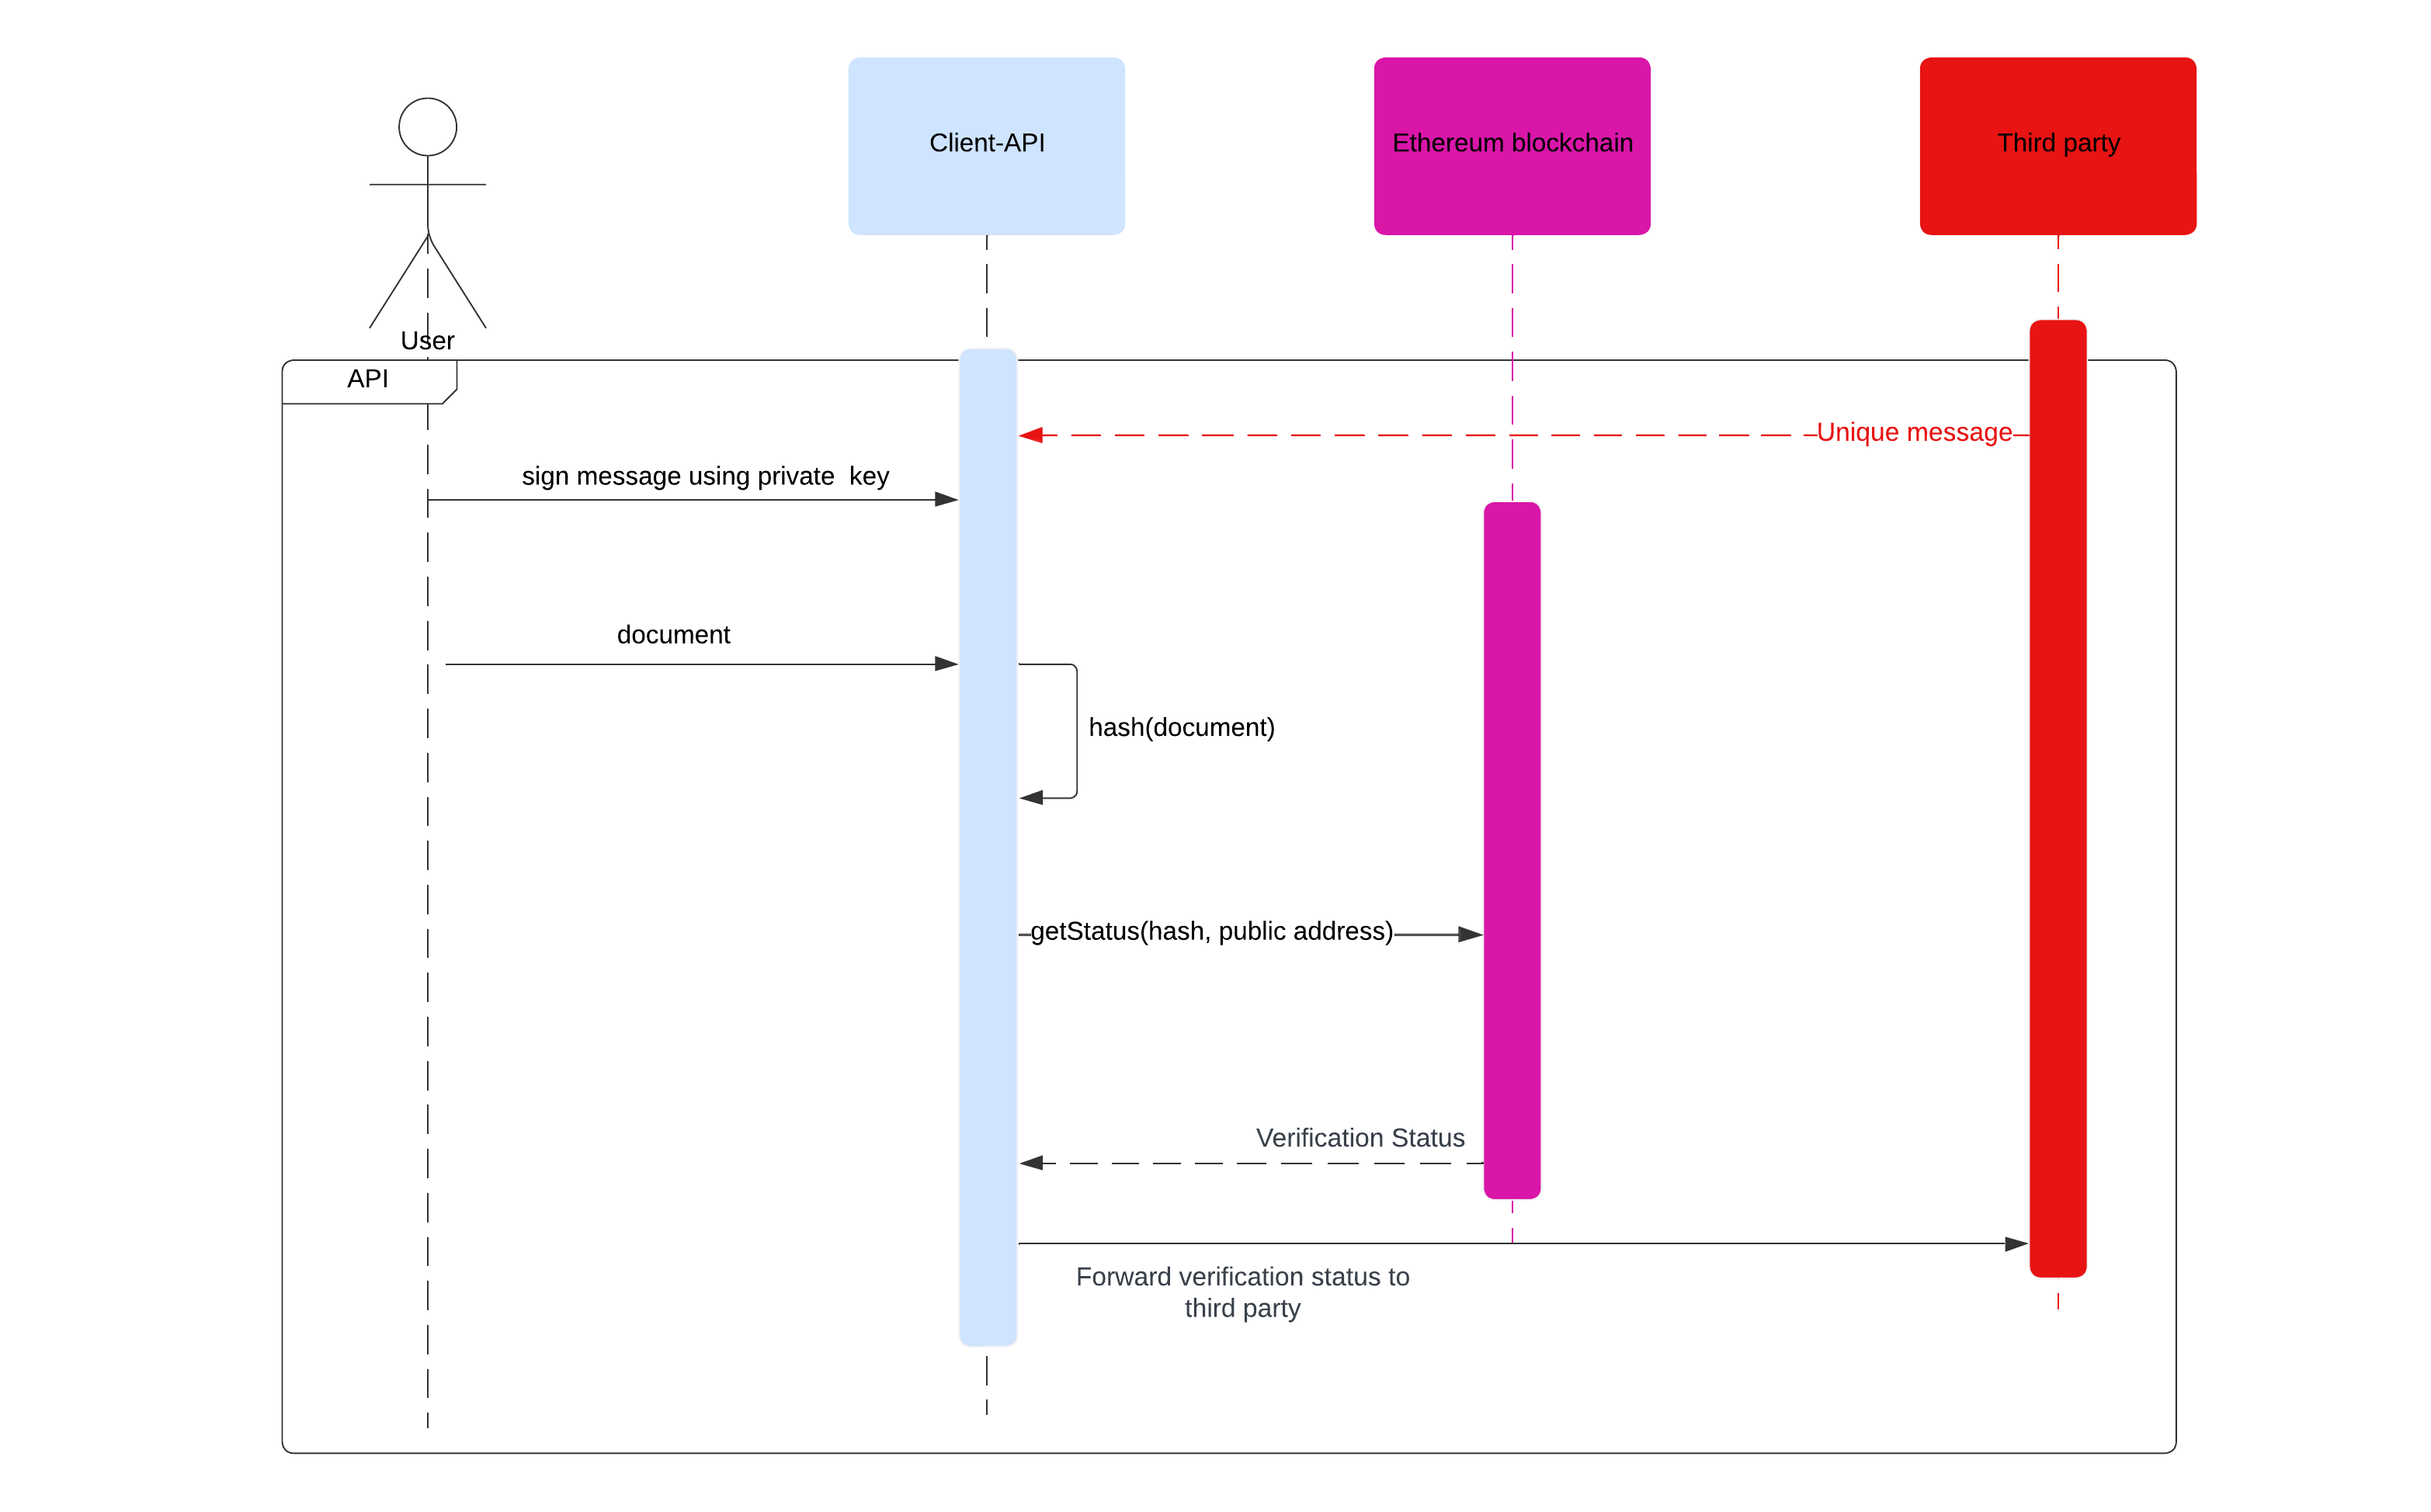 Client-API
Ethereum blockchain
Third party
User
API
Unique message
sign message using private  key
document
hash(document)
getStatus(hash, public address)
Verification Status
Forward verification status to
third party